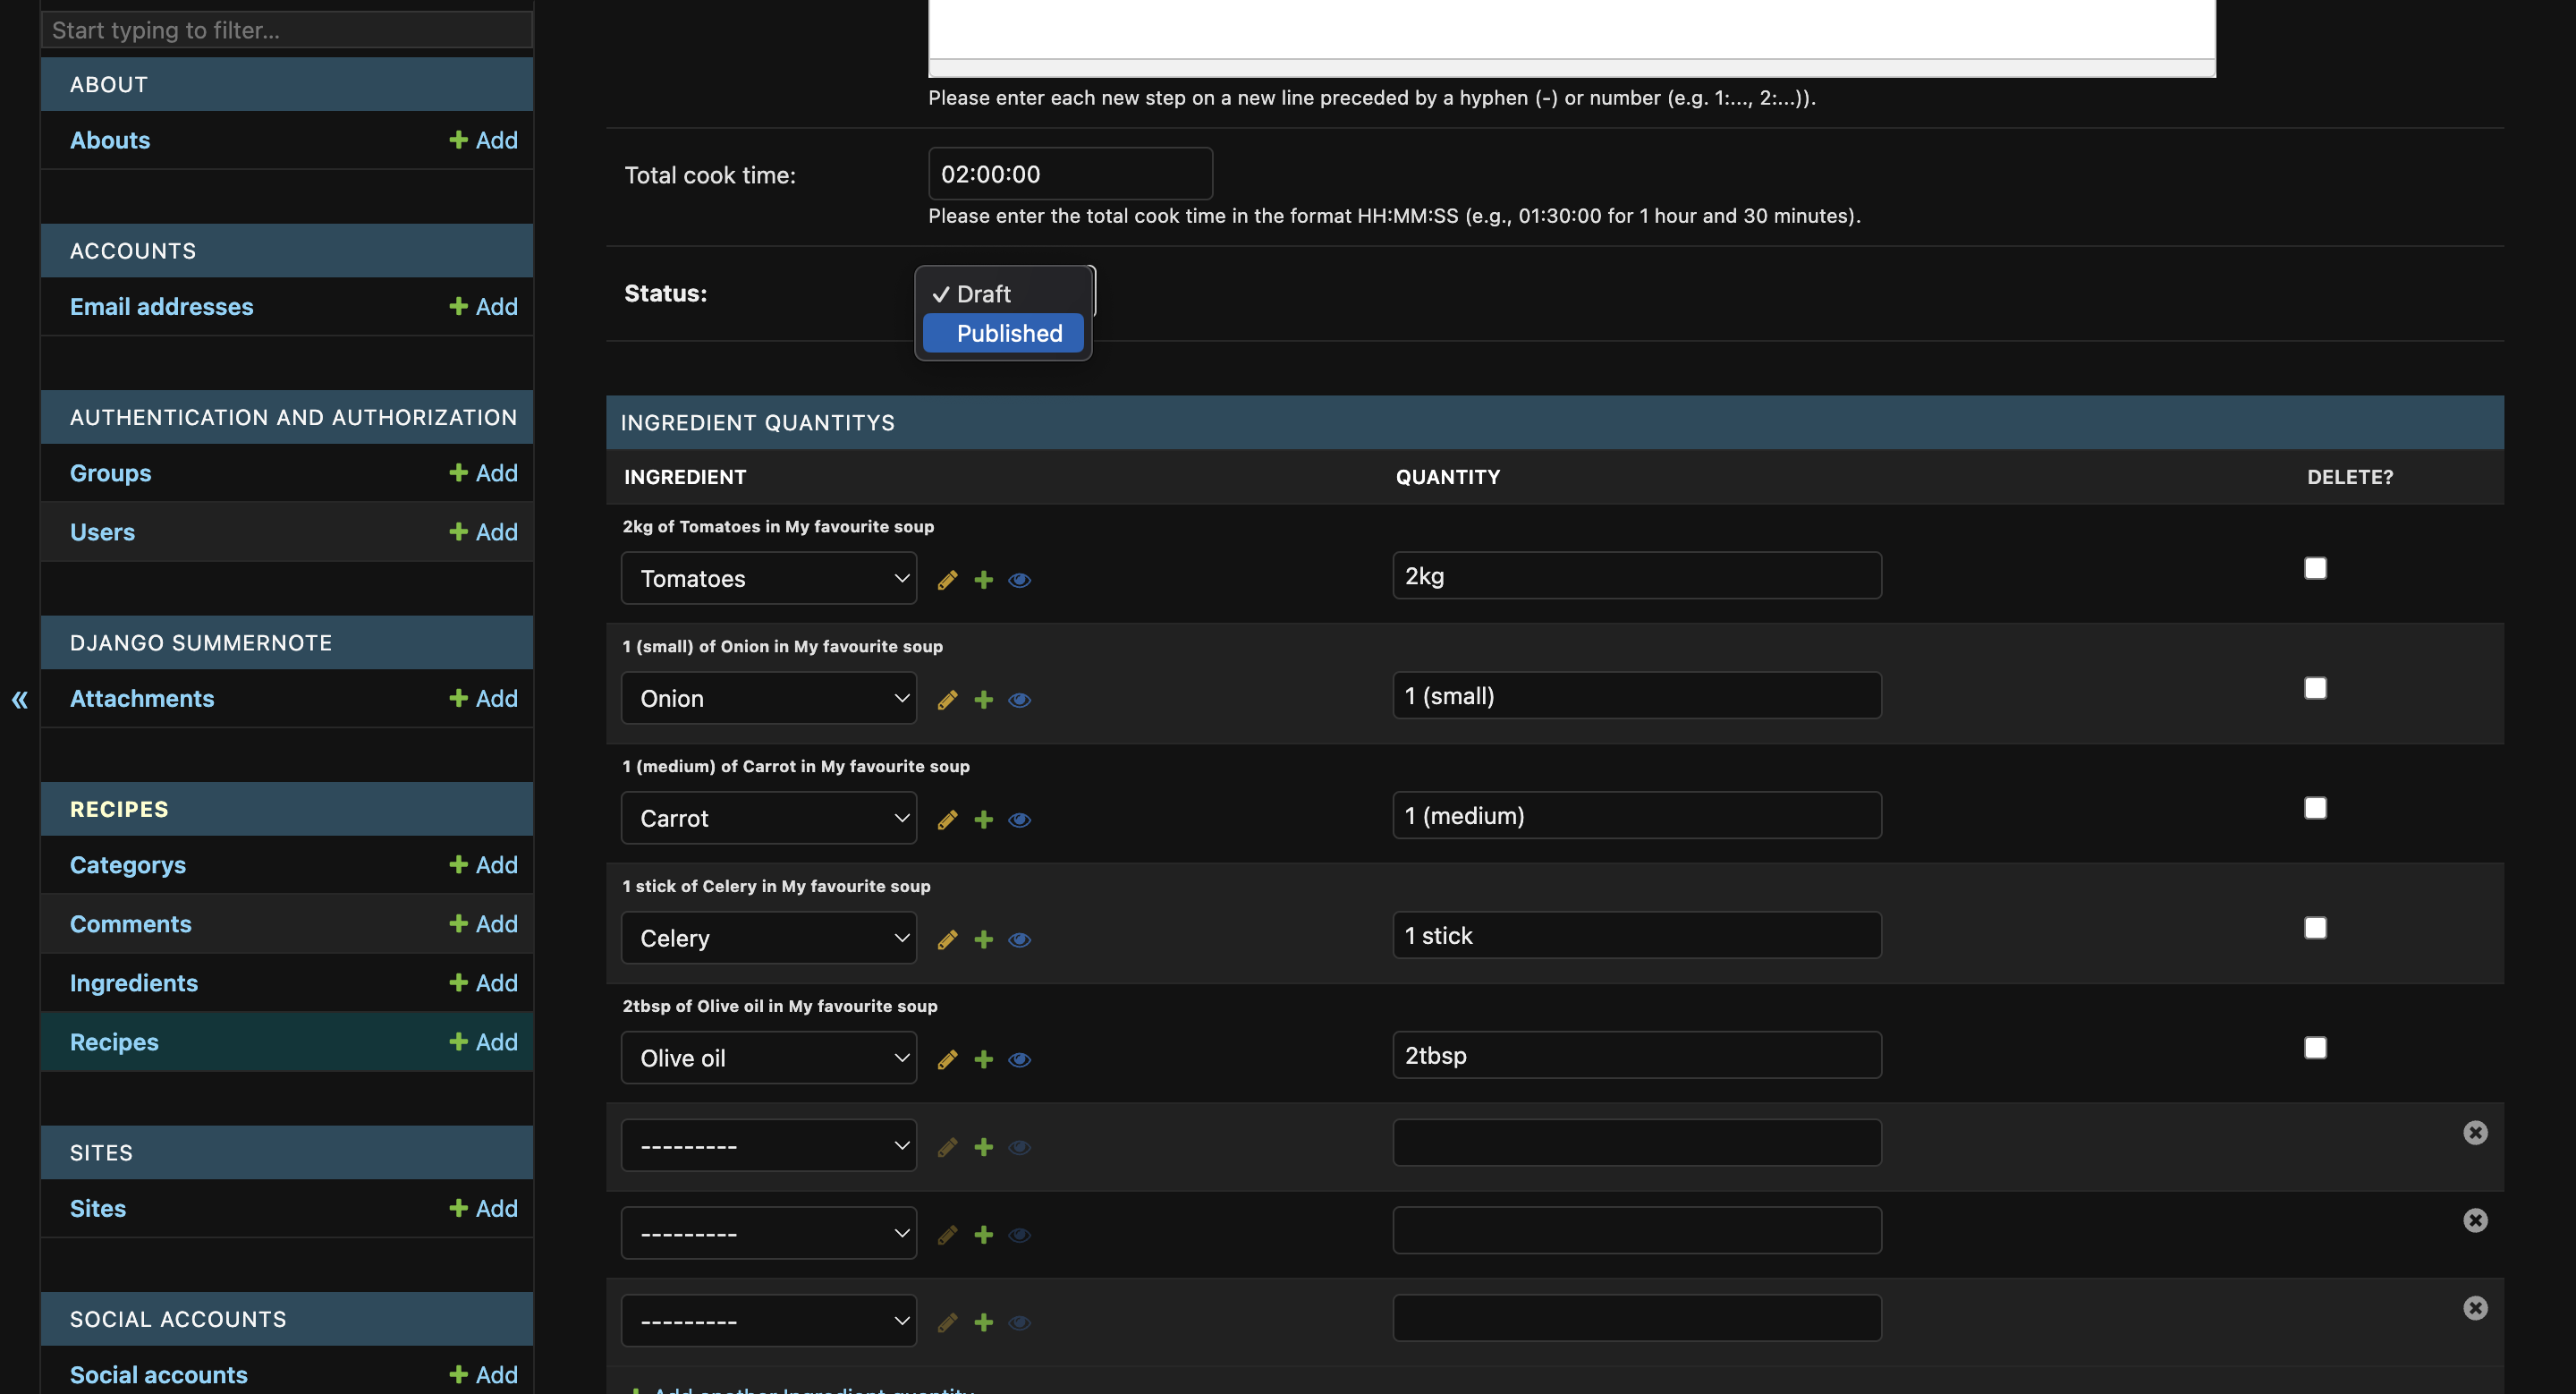 Start typing to filter...
ABOUT
Abouts + Add
ACCOUNTS
Email addresses + Add
AUTHENTICATION AND AUTHORIZATION
Groups + Add
Users + Add
DJANGO SUMMERNOTE
«
Attachments + Add
RECIPES
Categorys + Add
Comments + Add
Ingredients + Add
Recipes + Add
SITES
Sites + Add
SOCIAL ACCOUNTS
Social accounts + Add
Please enter each new step on a new line preceded by a hyphen (-) or number (e.g. 1:..., 2:...)).
Total cook time: 02:00:00
Please enter the total cook time in the format HH:MM:SS (e.g., 01:30:00 for 1 hour and 30 minutes).
Status: ✓ Draft
Published
INGREDIENT QUANTITYS
INGREDIENT QUANTITY DELETE?
2kg of Tomatoes in My favourite soup
Tomatoes 2kg
1 (small) of Onion in My favourite soup
Onion 1 (small)
1 (medium) of Carrot in My favourite soup
Carrot 1 (medium)
1 stick of Celery in My favourite soup
Celery 1 stick
2tbsp of Olive oil in My favourite soup
Olive oil 2tbsp
---------
---------
---------
Add another Ingredient quantity